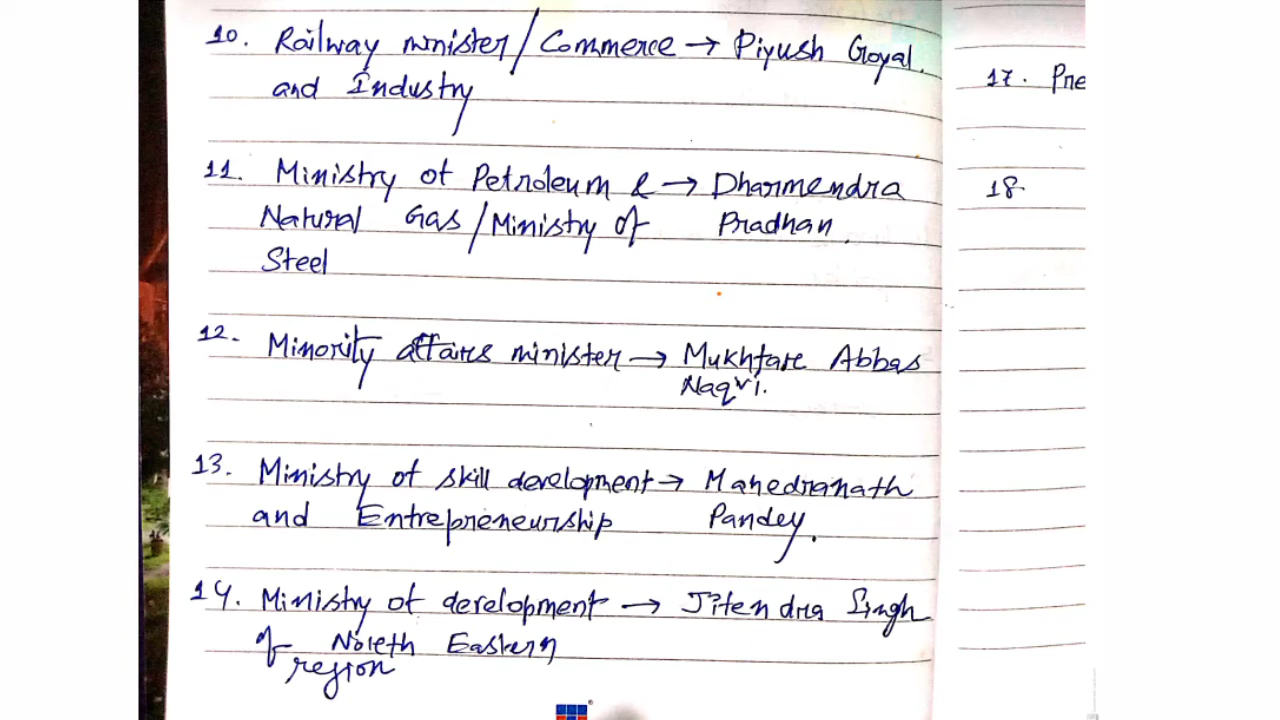 10. Railway minister/Commerce → Piyush Goyal.
and Industry
11. Ministry of Petroleum & → Dharmendra
Natural Gas/Ministry of Pradhan.
Steel
12. Minority affairs minister → Mukhtare Abbas
Naqvi.
13. Ministry of skill development → Mahedranath
and Entrepreneurship Pandey.
14. Ministry of development → Jitendra Singh
of North Eastern
region
17. Pre
18.